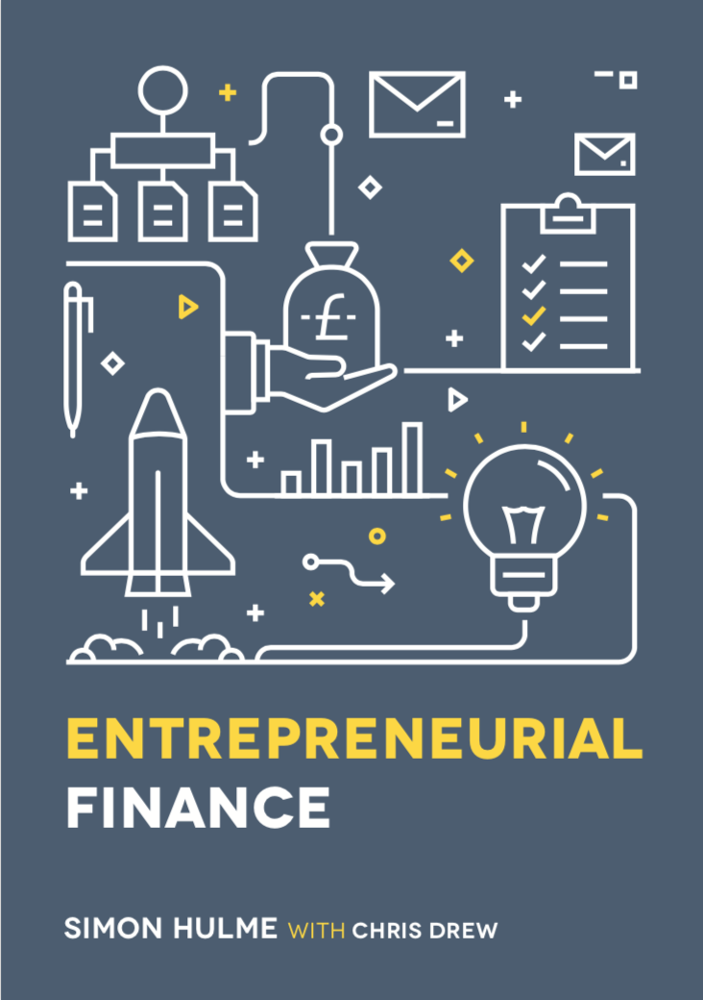 £
ENTREPRENEURIAL
FINANCE
SIMON HULME WITH CHRIS DREW